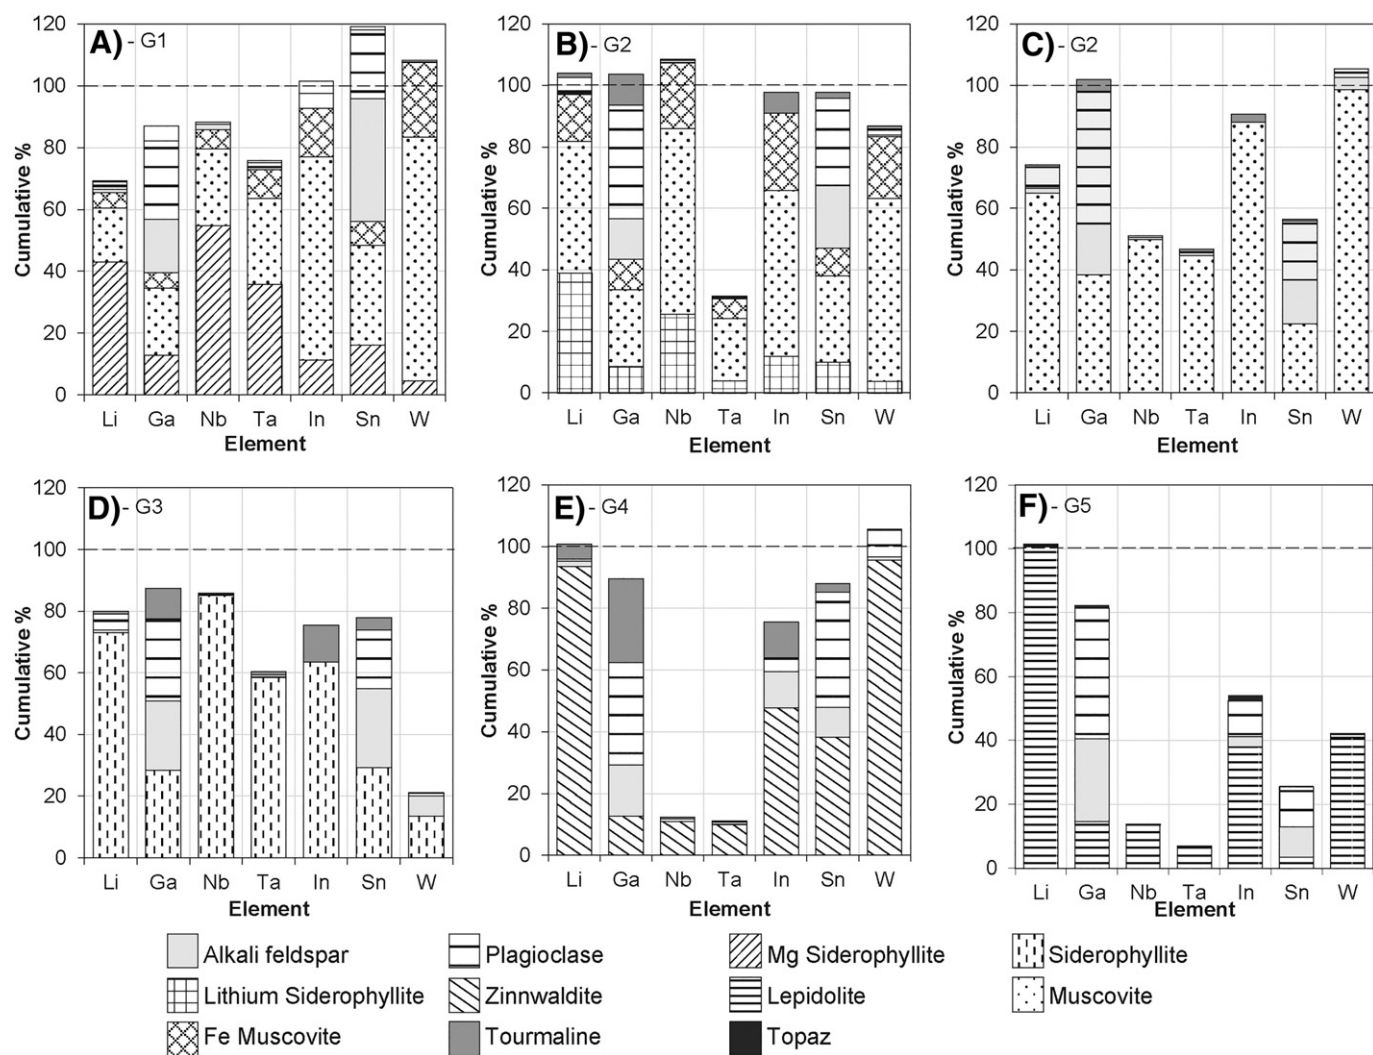 A) - G1
120
100
80
60
40
20
0
Cumulative %
Li Ga Nb Ta In Sn W
Element
B) - G2
120
100
80
60
40
20
0
Cumulative %
Li Ga Nb Ta In Sn W
Element
C) - G2
120
100
80
60
40
20
0
Cumulative %
Li Ga Nb Ta In Sn W
Element
D) - G3
120
100
80
60
40
20
0
Cumulative %
Li Ga Nb Ta In Sn W
Element
E) - G4
120
100
80
60
40
20
0
Cumulative %
Li Ga Nb Ta In Sn W
Element
F) - G5
120
100
80
60
40
20
0
Cumulative %
Li Ga Nb Ta In Sn W
Element
Alkali feldspar Plagioclase Mg Siderophyllite Siderophyllite
Lithium Siderophyllite Zinnwaldite Lepidolite Muscovite
Fe Muscovite Tourmaline Topaz